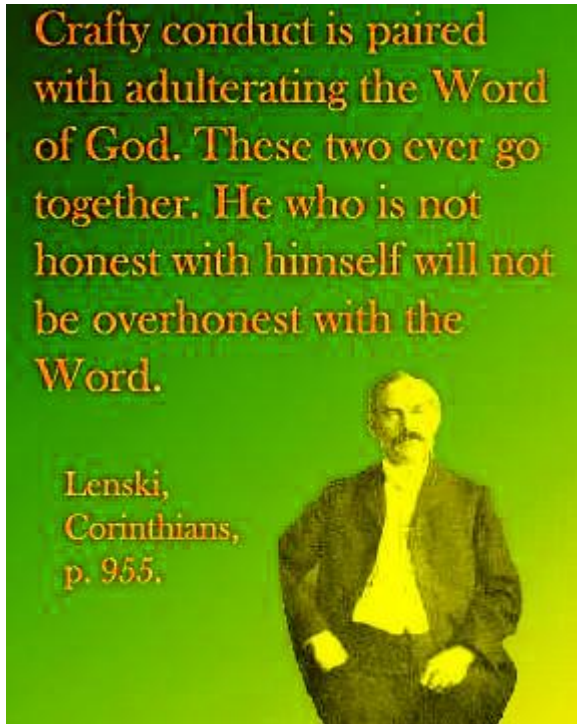 Crafty conduct is paired
with adulterating the Word
of God. These two ever go
together. He who is not
honest with himself will not
be overhonest with the
Word.
Lenski,
Corinthians,
p. 955.